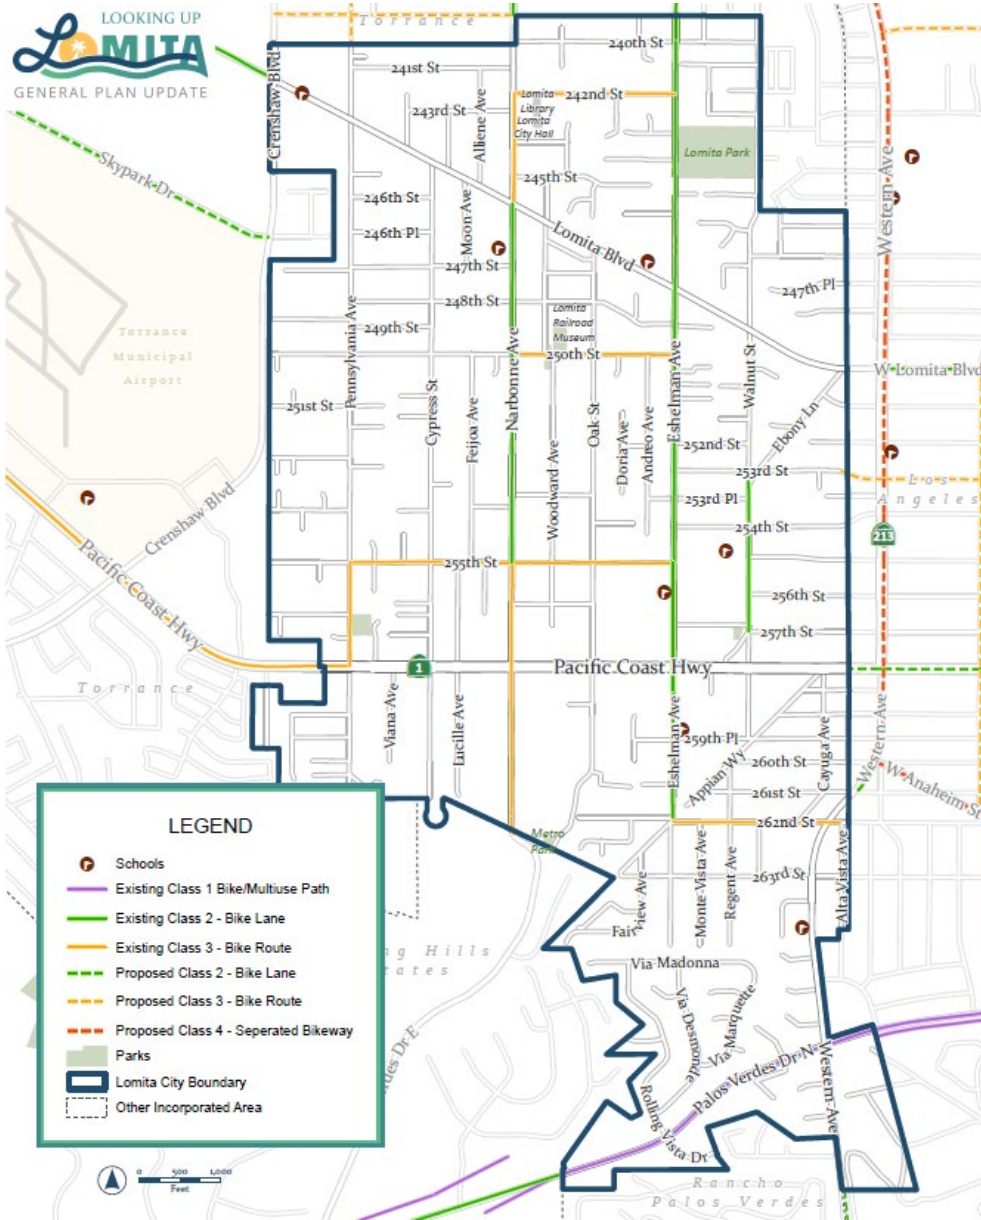 LOOKING UP
LOMITA
GENERAL PLAN UPDATE
Torrance
Crenshaw Blvd
240th St
241st St
242nd St
243rd St
Alliene Ave
Lomita
Library
Lomita
City Hall
Lomita Park
Skypark Dr
245th St
246th St
Moon Ave
246th Pl
Lomita Blvd
Western Ave
247th St
247th Pl
248th St
Lomita
Railroad
Museum
249th St
Pennsylvania Ave
Torrance
Municipal
Airport
250th St
Narbonne Ave
Eshelman Ave
Walnut St
W Lomita Blvd
251st St
Cypress St
Feijoa Ave
Oak St
Doria Ave
Andreo Ave
Ebony Ln
252nd St
253rd St
Los
Angeles
Woodward Ave
253rd Pl
254th St
213
Crenshaw Blvd
Pacific Coast Hwy
255th St
256th St
257th St
1
Pacific Coast Hwy
Torrance
Viana Ave
Lucille Ave
Eshelman Ave
259th Pl
Cayuga Ave
Western Ave
260th St
W Anaheim St
Appian Wy
261st St
262nd St
Metro
Park
Alta Vista Ave
263rd St
Fairview Ave
Monte Vista Ave
Regent Ave
ng Hills
tates
Via Madonna
Via Desmonde
Via Marquette
rdes Dr E
Palos Verdes Dr N
Western Ave
Rolling Vista Dr
Rancho
Palos Verdes
LEGEND
Schools
Existing Class 1 Bike/Multiuse Path
Existing Class 2 - Bike Lane
Existing Class 3 - Bike Route
Proposed Class 2 - Bike Lane
Proposed Class 3 - Bike Route
Proposed Class 4 - Seperated Bikeway
Parks
Lomita City Boundary
Other Incorporated Area
0 500 1,000
Feet